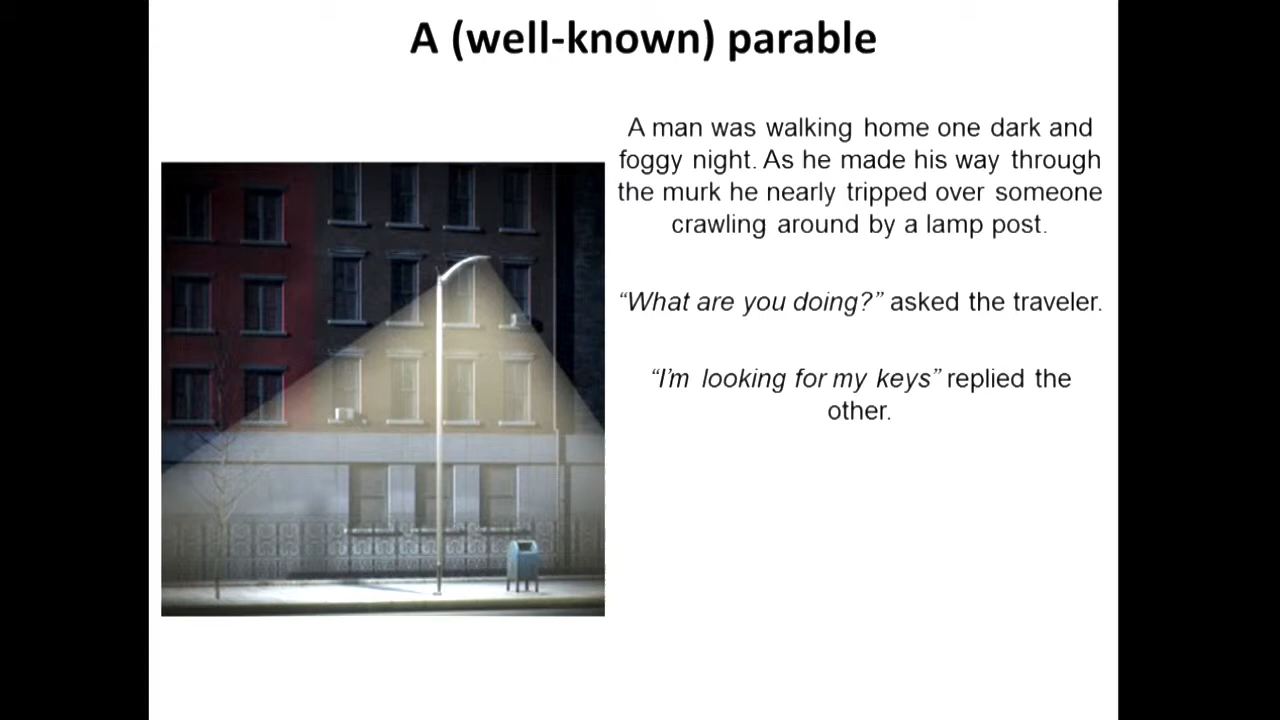 A (well-known) parable
A man was walking home one dark and
foggy night. As he made his way through
the murk he nearly tripped over someone
crawling around by a lamp post.
“What are you doing?” asked the traveler.
“I’m looking for my keys” replied the
other.